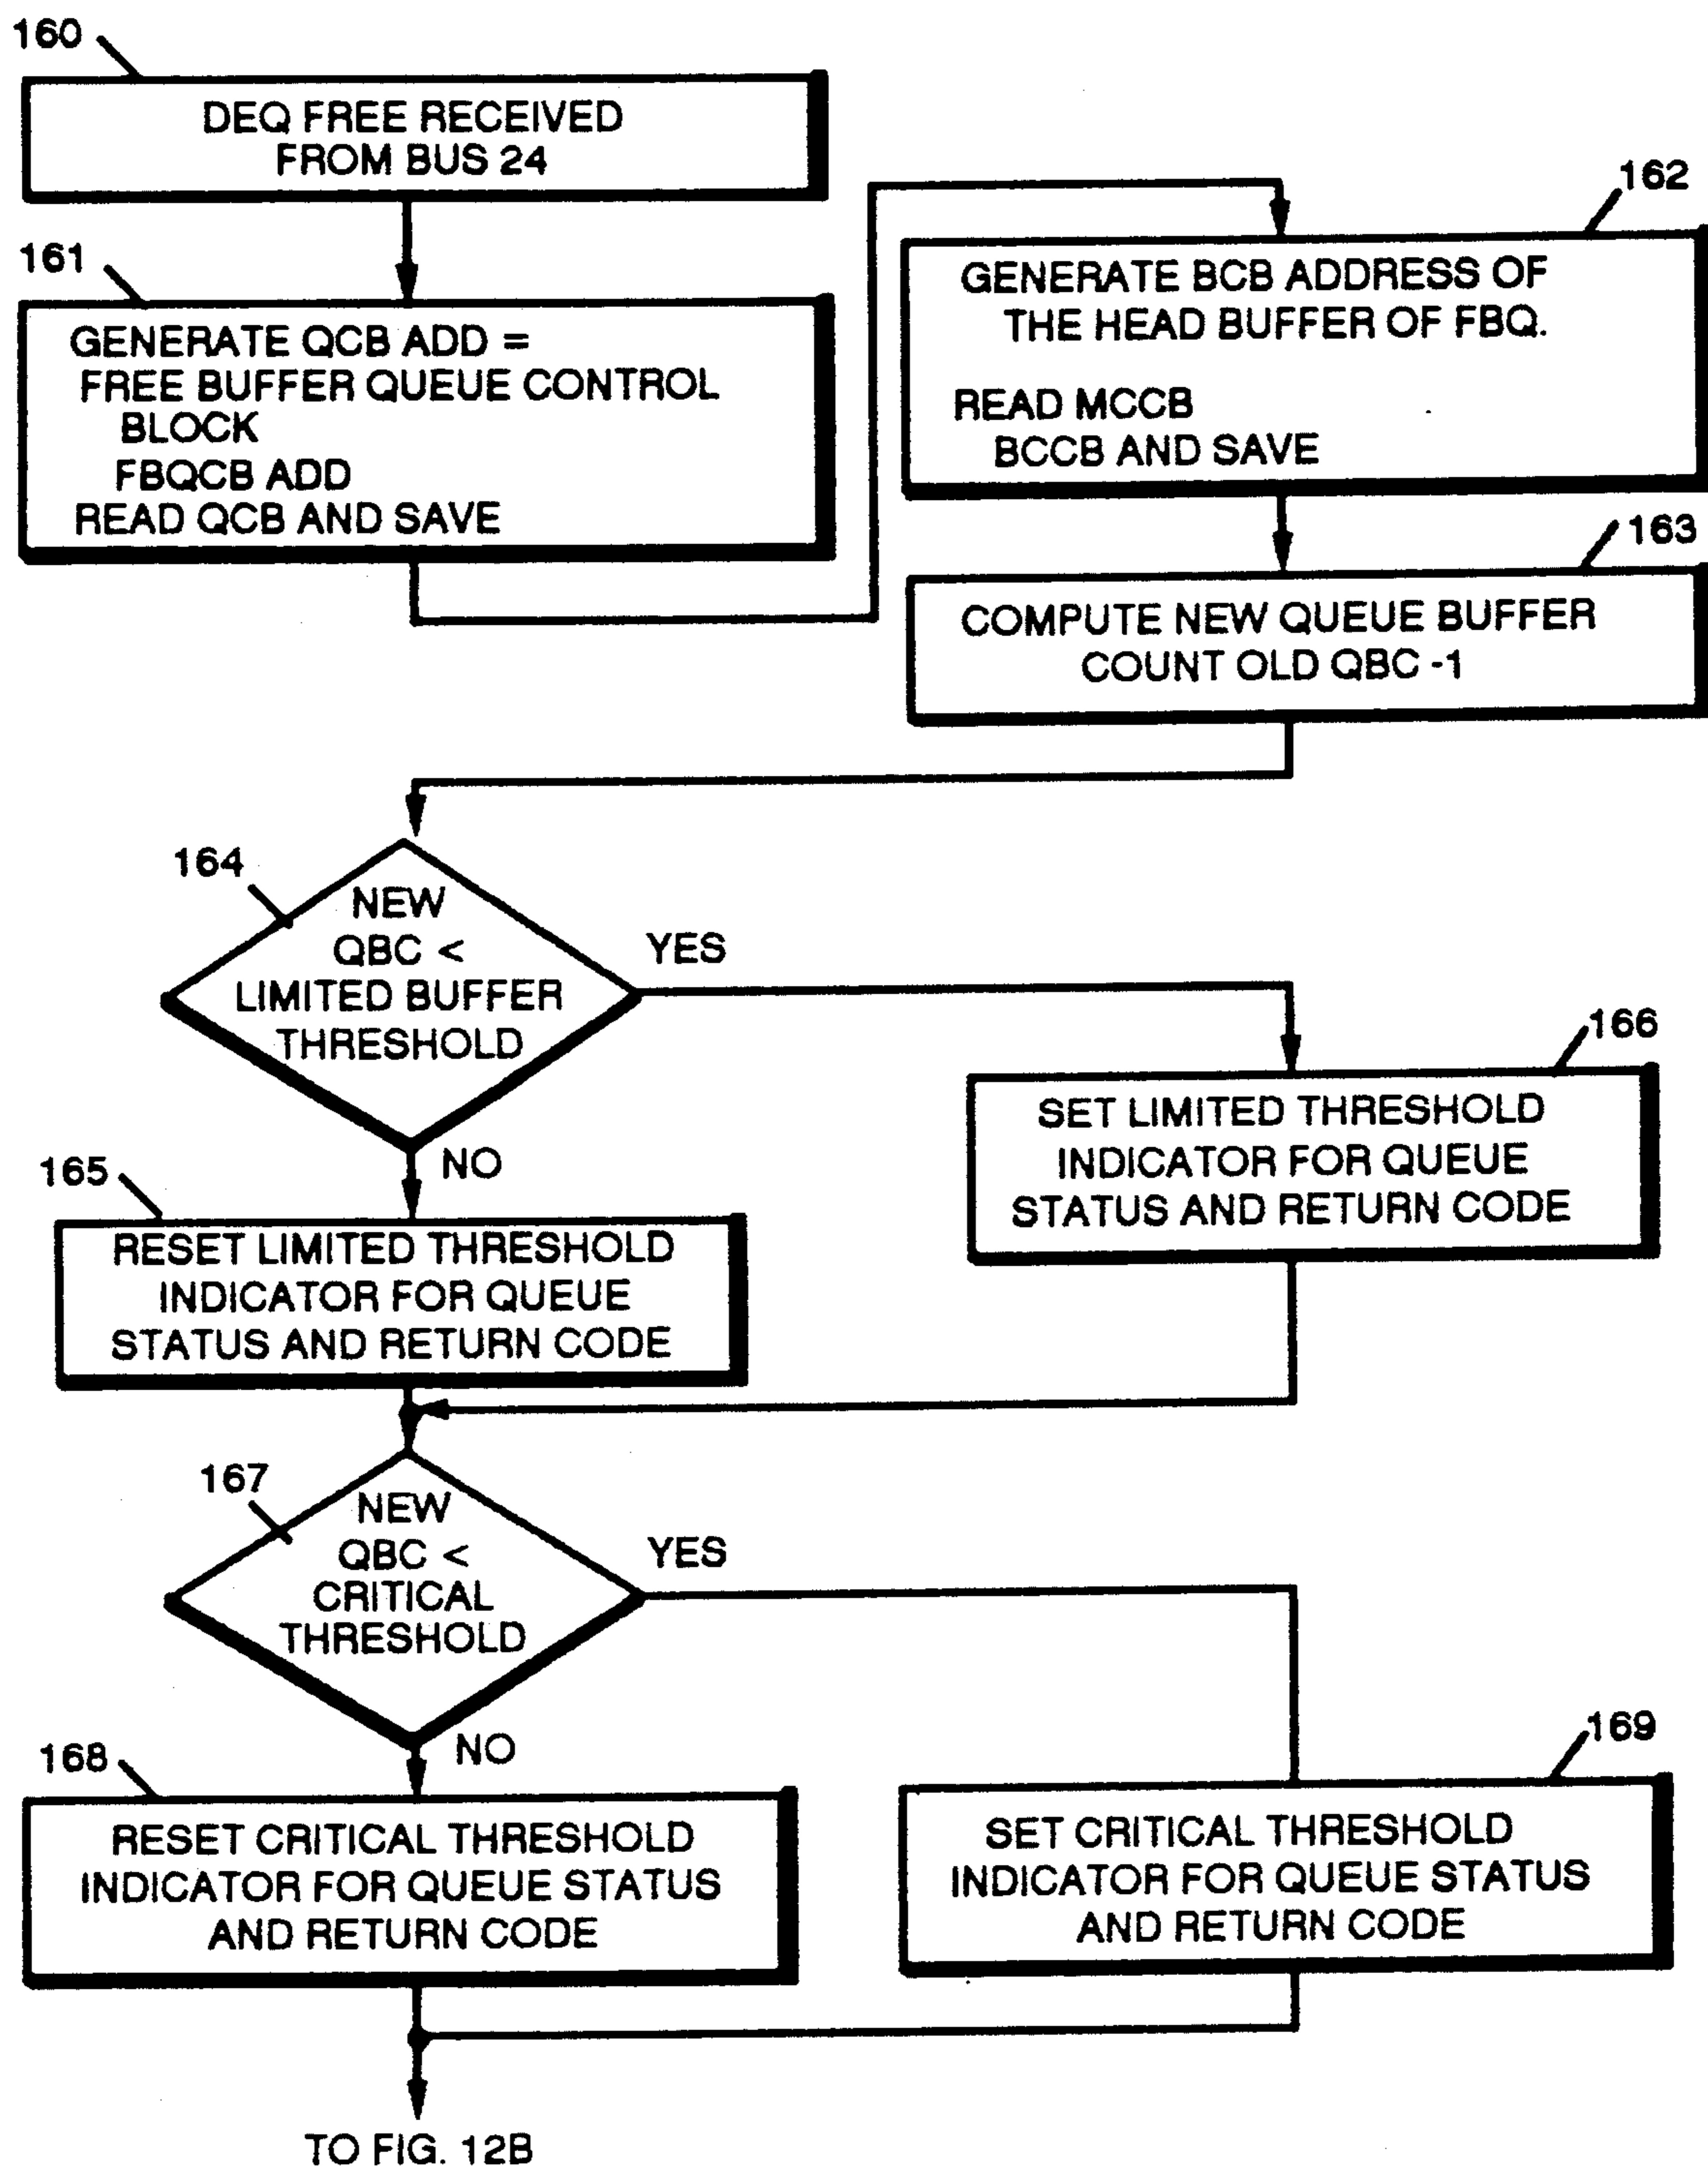 160
DEQ FREE RECEIVED
FROM BUS 24
161
GENERATE QCB ADD =
FREE BUFFER QUEUE CONTROL
BLOCK
FBQCB ADD
READ QCB AND SAVE
162
GENERATE BCB ADDRESS OF
THE HEAD BUFFER OF FBQ.
READ MCCB
BCCB AND SAVE
163
COMPUTE NEW QUEUE BUFFER
COUNT OLD QBC -1
164
NEW
QBC <
LIMITED BUFFER
THRESHOLD
YES
NO
166
SET LIMITED THRESHOLD
INDICATOR FOR QUEUE
STATUS AND RETURN CODE
165
RESET LIMITED THRESHOLD
INDICATOR FOR QUEUE
STATUS AND RETURN CODE
167
NEW
QBC <
CRITICAL
THRESHOLD
YES
NO
168
RESET CRITICAL THRESHOLD
INDICATOR FOR QUEUE STATUS
AND RETURN CODE
169
SET CRITICAL THRESHOLD
INDICATOR FOR QUEUE STATUS
AND RETURN CODE
TO FIG. 12B